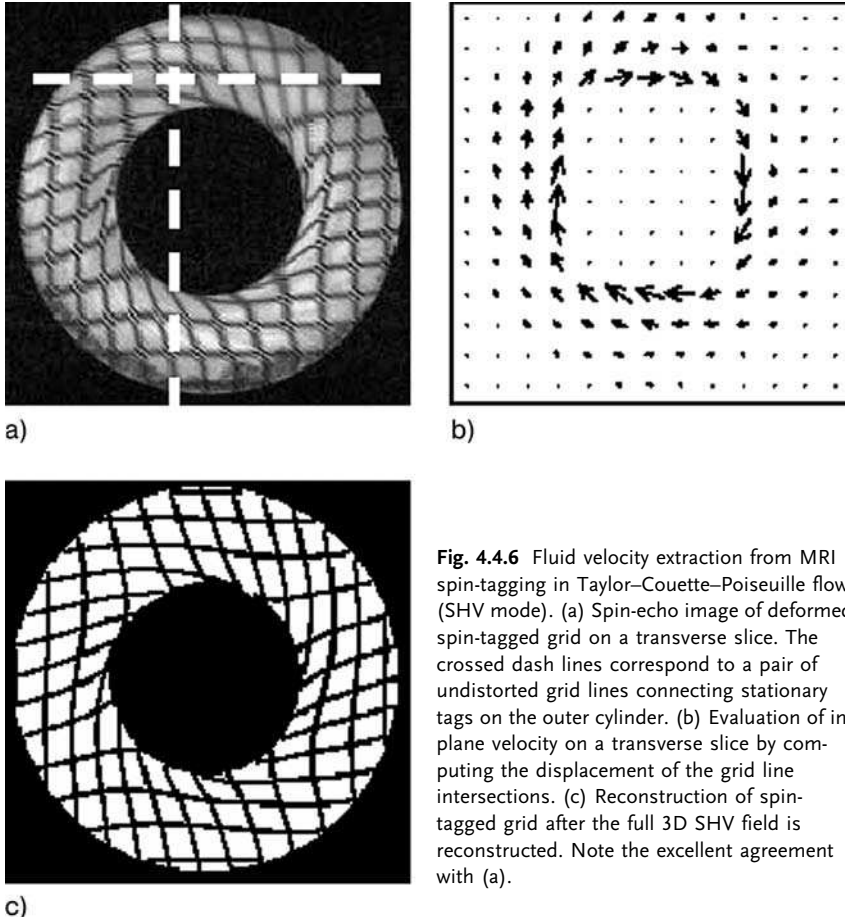 a)
b)
c)
Fig. 4.4.6 Fluid velocity extraction from MRI
spin-tagging in Taylor–Couette–Poiseuille flow
(SHV mode). (a) Spin-echo image of deformed
spin-tagged grid on a transverse slice. The
crossed dash lines correspond to a pair of
undistorted grid lines connecting stationary
tags on the outer cylinder. (b) Evaluation of in
plane velocity on a transverse slice by com-
puting the displacement of the grid line
intersections. (c) Reconstruction of spin-
tagged grid after the full 3D SHV field is
reconstructed. Note the excellent agreement
with (a).